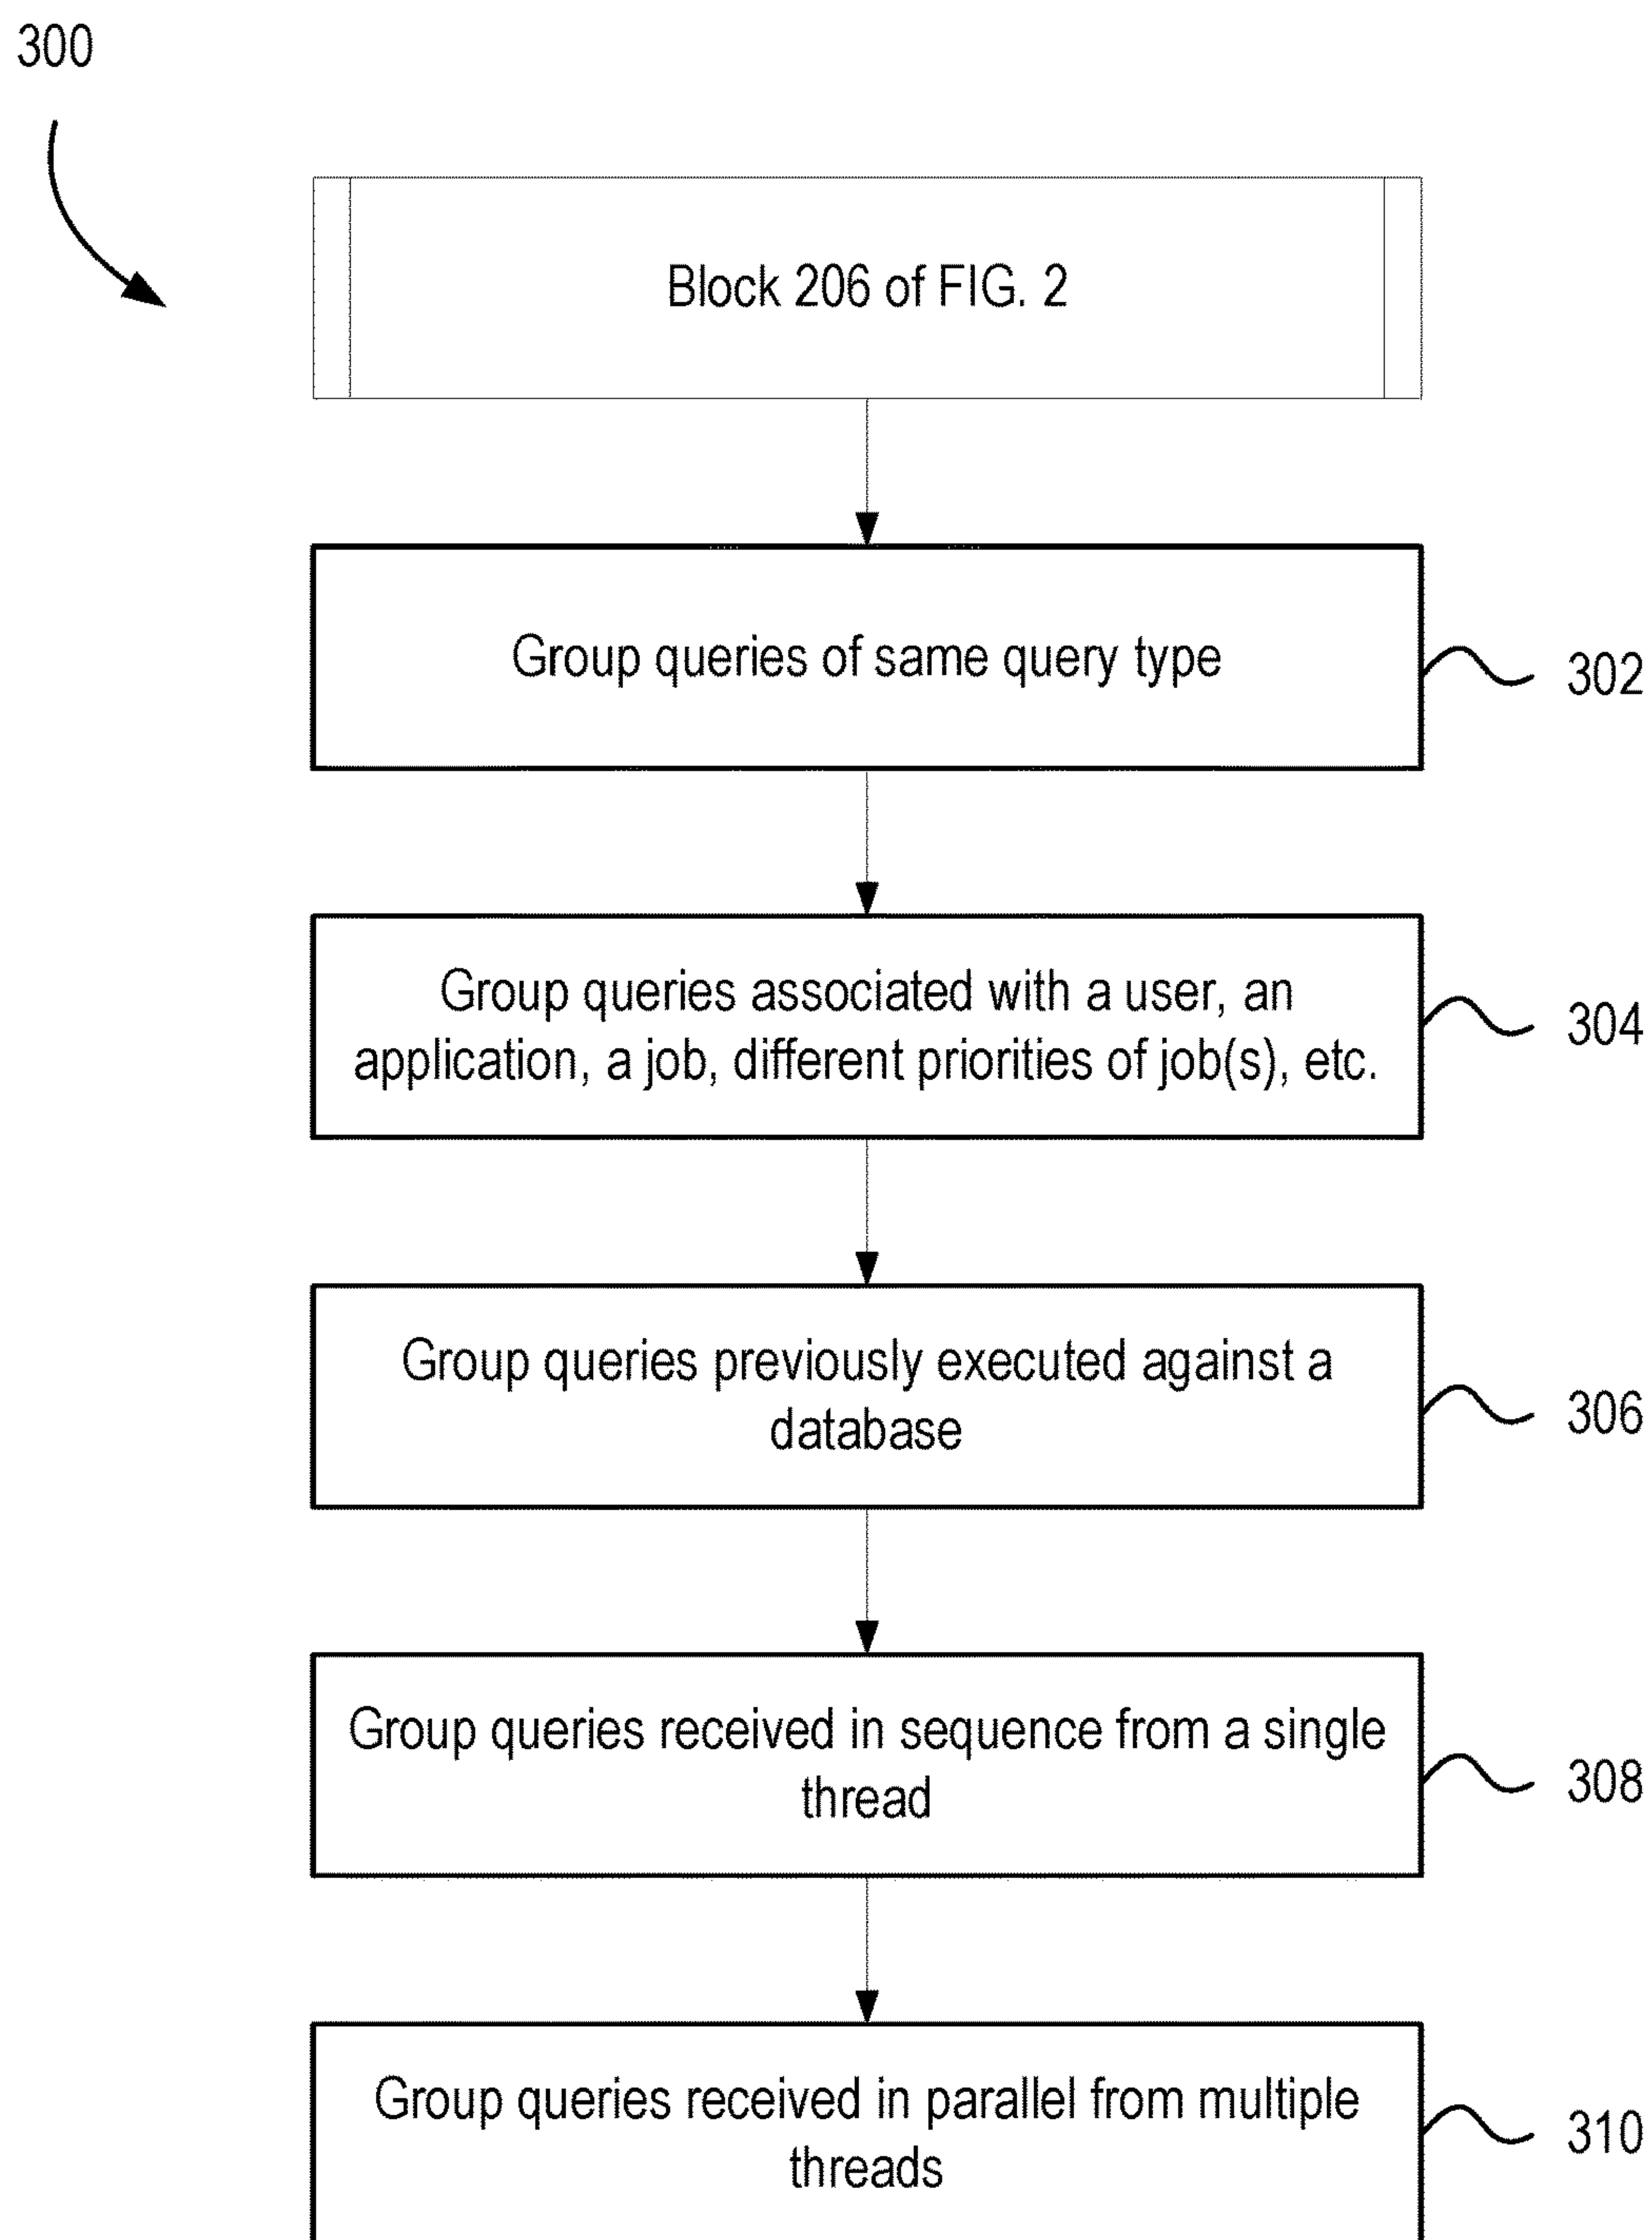 300
Block 206 of FIG. 2
Group queries of same query type
302
Group queries associated with a user, an
application, a job, different priorities of job(s), etc.
304
Group queries previously executed against a
database
306
Group queries received in sequence from a single
thread
308
Group queries received in parallel from multiple
threads
310